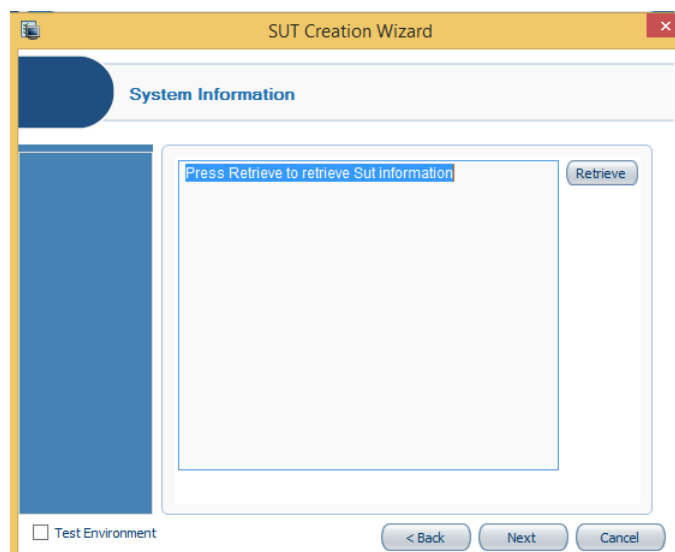 SUT Creation Wizard
System Information
Press Retrieve to retrieve Sut information
Retrieve
Test Environment
< Back
Next
Cancel